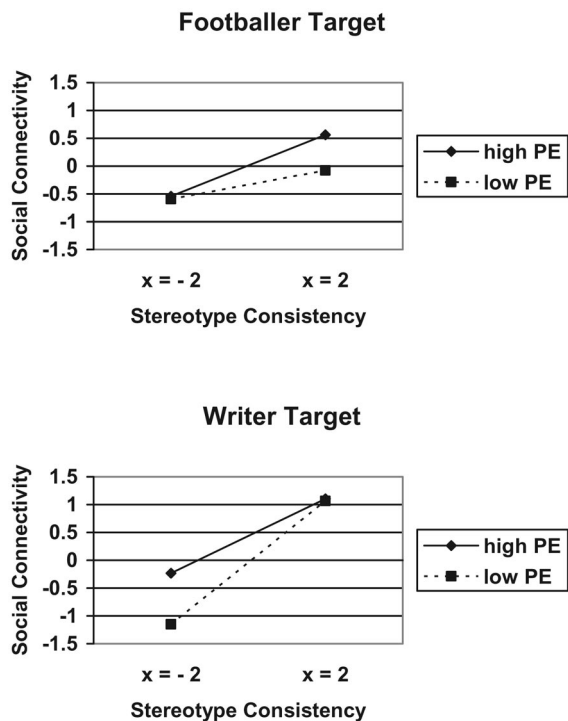 Footballer Target
Social Connectivity
1.5
1
0.5
0
-0.5
-1
-1.5
x = - 2
x = 2
Stereotype Consistency
high PE
low PE
Writer Target
Social Connectivity
1.5
1
0.5
0
-0.5
-1
-1.5
x = - 2
x = 2
Stereotype Consistency
high PE
low PE